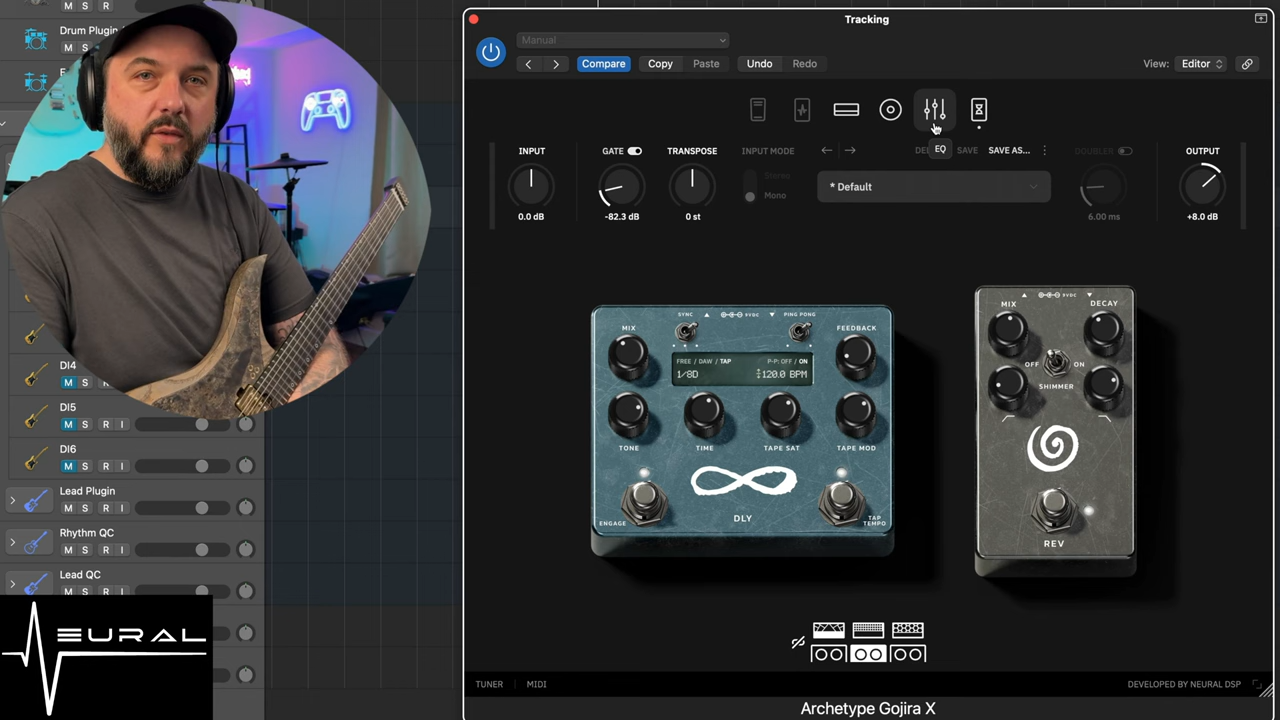 M S R
Drum Plugin
M S
DI4
M S R I
DI5
M S R I
DI6
M S R I
Lead Plugin
M S R I
Rhythm QC
M S R I
Lead QC
M S R I
EURAL
Tracking
Manual
Compare Copy Paste Undo Redo View: Editor
EQ
INPUT GATE TRANSPOSE INPUT MODE SAVE SAVE AS... DOUBLER OUTPUT
Stereo
Mono
* Default
0.0 dB -82.3 dB 0 st 6.00 ms +8.0 dB
SYNC 9VDC PING PONG
MIX FEEDBACK
FREE / DAW / TAP P-P: OFF / ON
1/8D 120.0 BPM
TONE TIME TAPE SAT TAPE MOD
ENGAGE DLY TAP TEMPO
9VDC
MIX DECAY
OFF ON
SHIMMER
REV
TUNER MIDI DEVELOPED BY NEURAL DSP
Archetype Gojira X